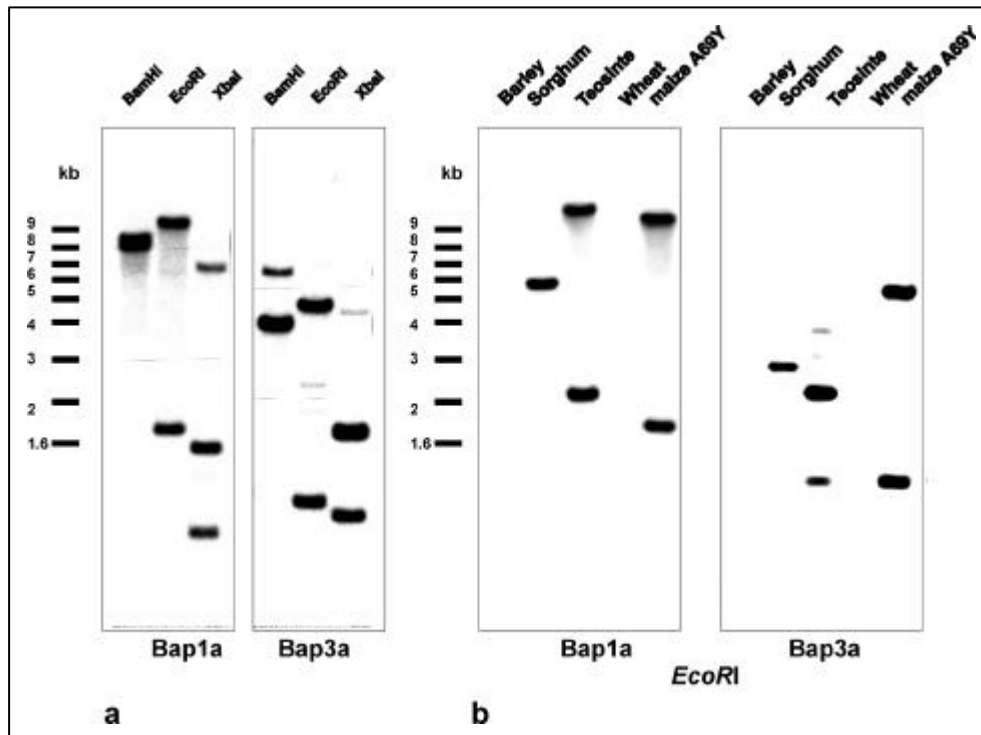 BamHI EcoRI XbaI BamHI EcoRI XbaI Barley Sorghum Teosinte Wheat maize A69Y Barley Sorghum Teosinte Wheat maize A69Y
kb kb
9 9
8 8
7 7
6 6
5 5
4 4
3 3
2 2
1.6 1.6
Bap1a Bap3a Bap1a Bap3a
EcoRI
a b